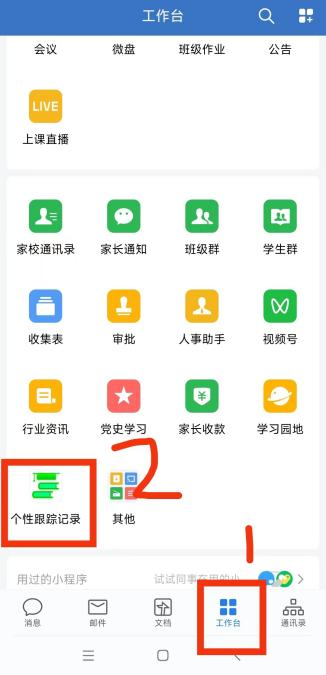 工作台
会议 微盘 班级作业 公告
LIVE
上课直播
家校通讯录 家长通知 班级群 学生群
收集表 审批 人事助手 视频号
行业资讯 党史学习 家长收款 学习园地
2
个性跟踪记录 其他
1
用过的小程序 试试同事在用的小
消息 邮件 文档 工作台 通讯录